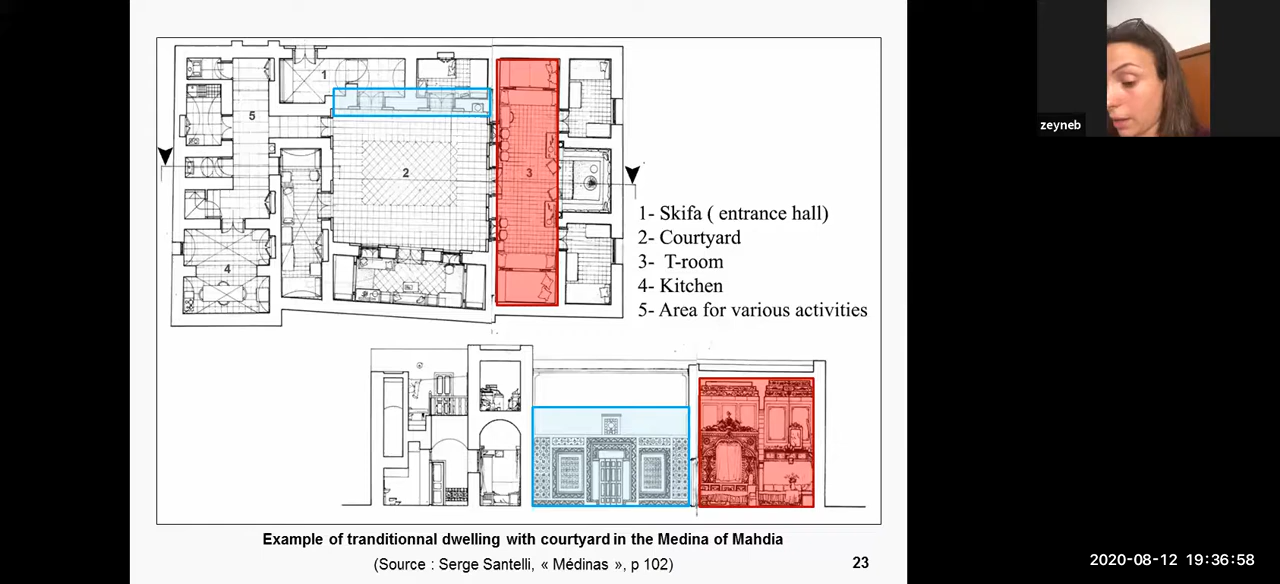 1
5
2
3
4
zeyneb
1- Skifa ( entrance hall)
2- Courtyard
3- T-room
4- Kitchen
5- Area for various activities
Example of tranditionnal dwelling with courtyard in the Medina of Mahdia
(Source : Serge Santelli, « Médinas », p 102)
23
2020-08-12 19:36:58